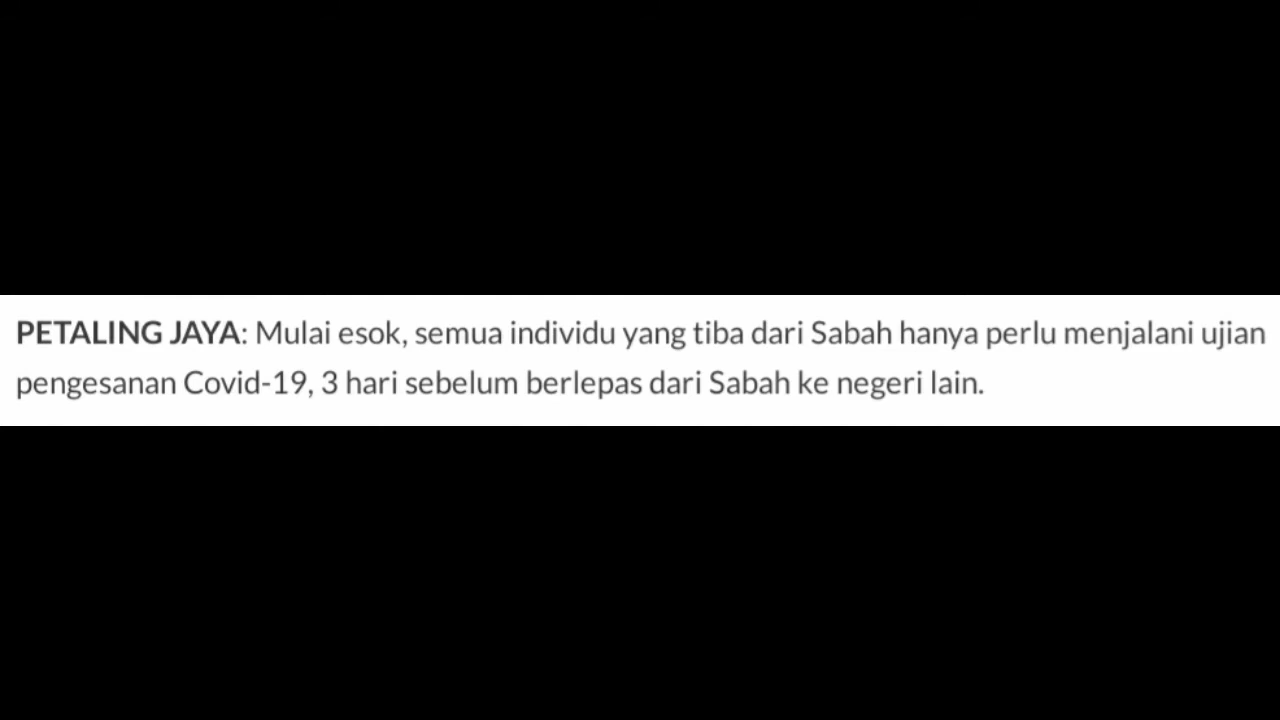 PETALING JAYA: Mulai esok, semua individu yang tiba dari Sabah hanya perlu menjalani ujian
pengesanan Covid-19, 3 hari sebelum berlepas dari Sabah ke negeri lain.